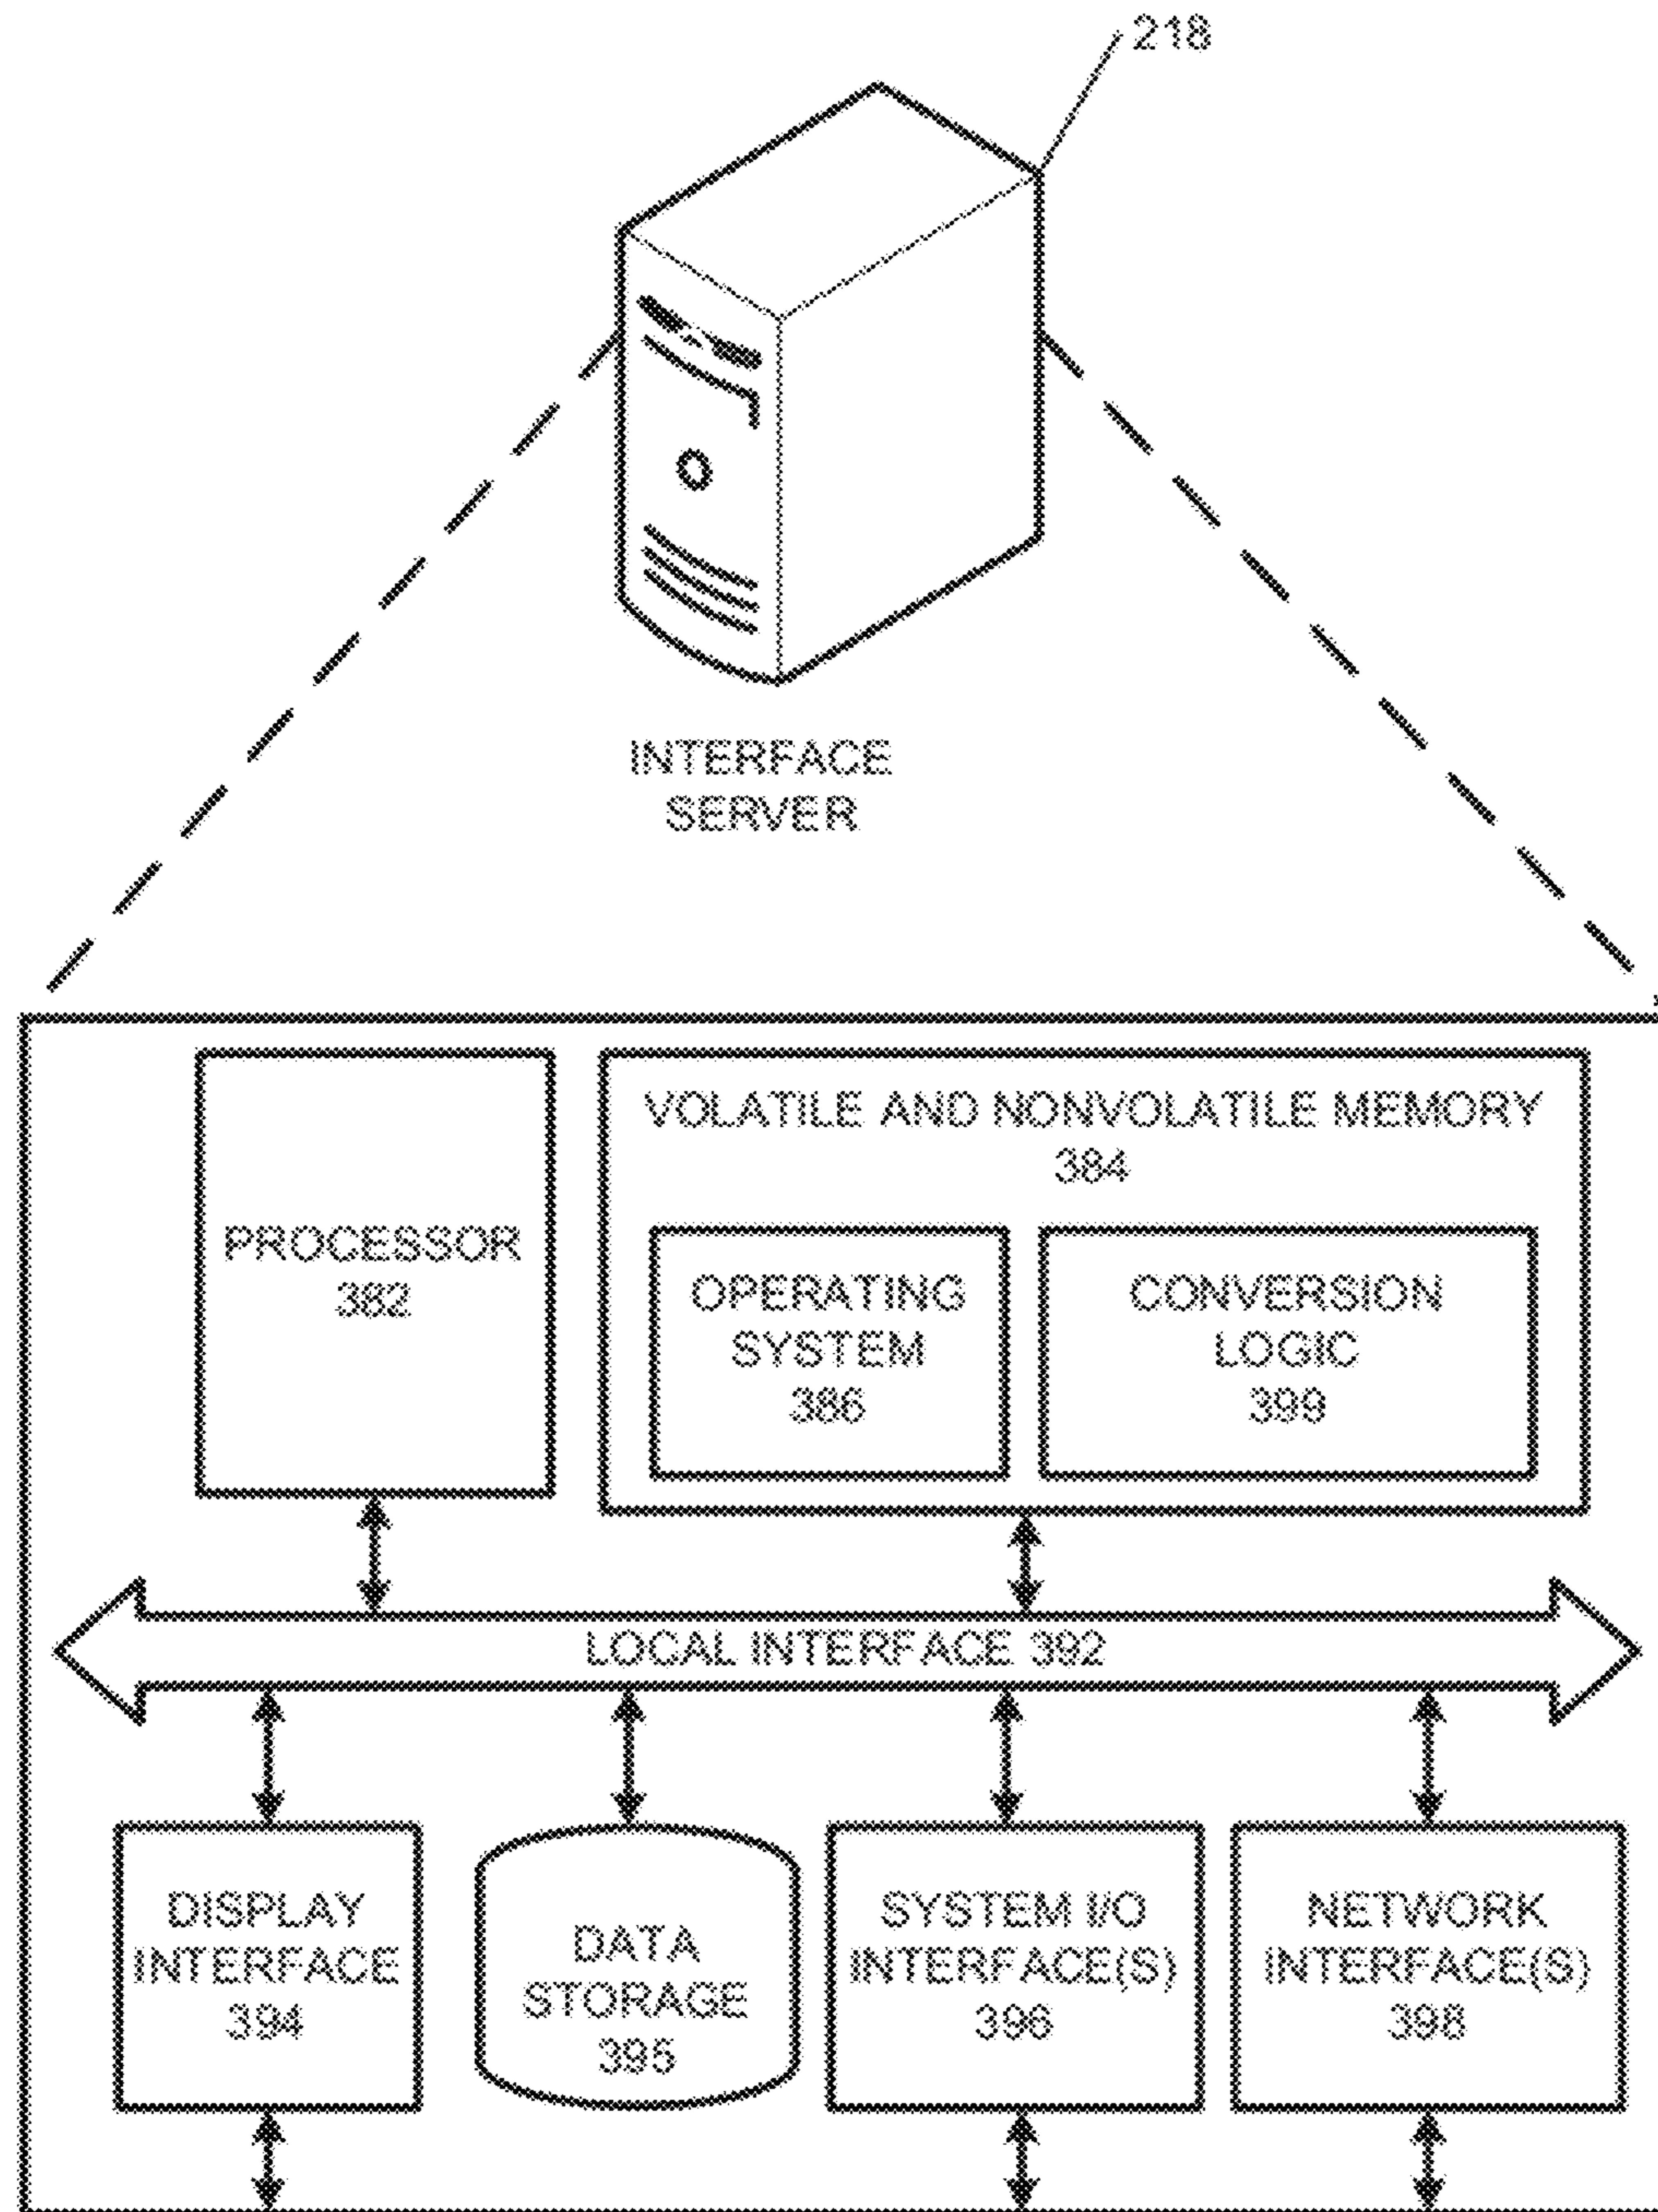 218
INTERFACE
SERVER
PROCESSOR
382
VOLATILE AND NONVOLATILE MEMORY
384
OPERATING
SYSTEM
386
CONVERSION
LOGIC
399
LOCAL INTERFACE 392
DISPLAY
INTERFACE
394
DATA
STORAGE
395
SYSTEM I/O
INTERFACE(S)
396
NETWORK
INTERFACE(S)
398